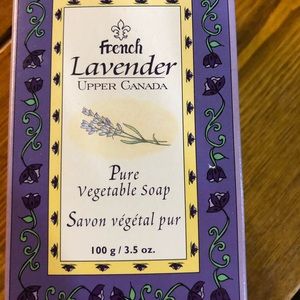 French
Lavender
UPPER CANADA
Pure
Vegetable Soap
Savon végétal pur
100 g / 3.5 oz.